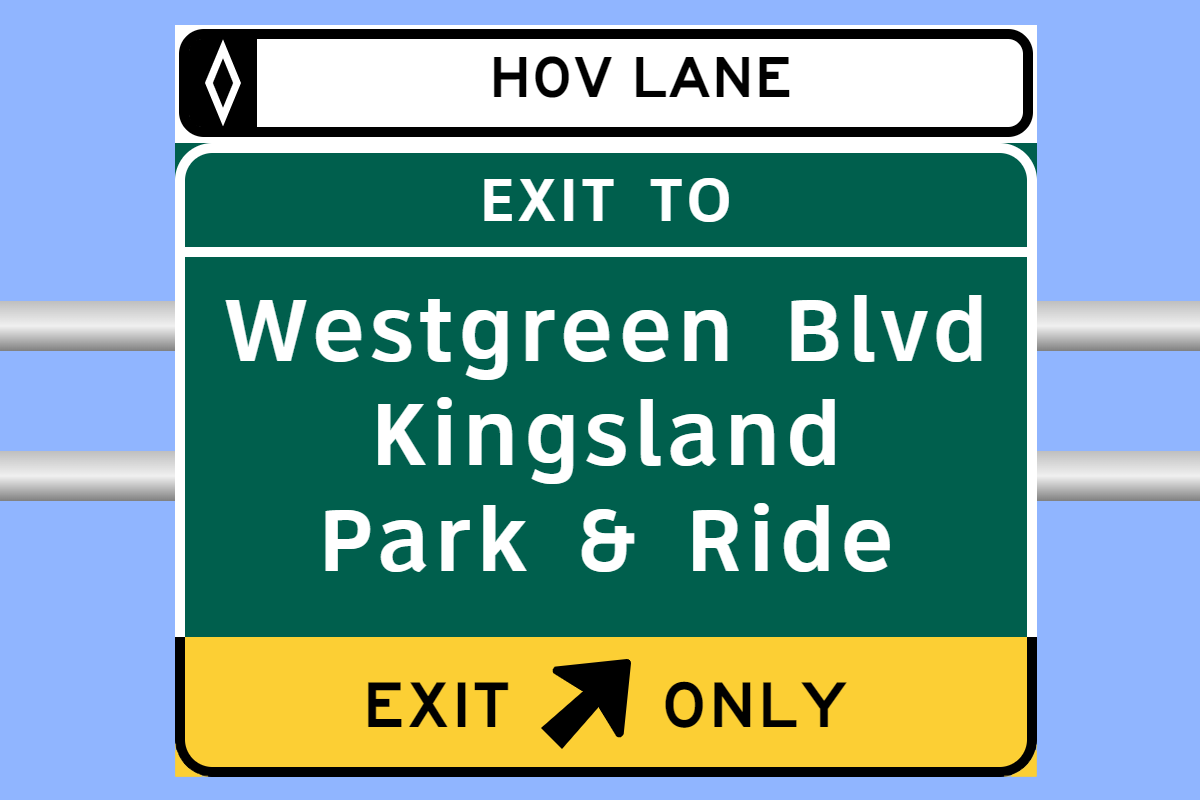 HOV LANE
EXIT TO
Westgreen Blvd
Kingsland
Park & Ride
EXIT ONLY